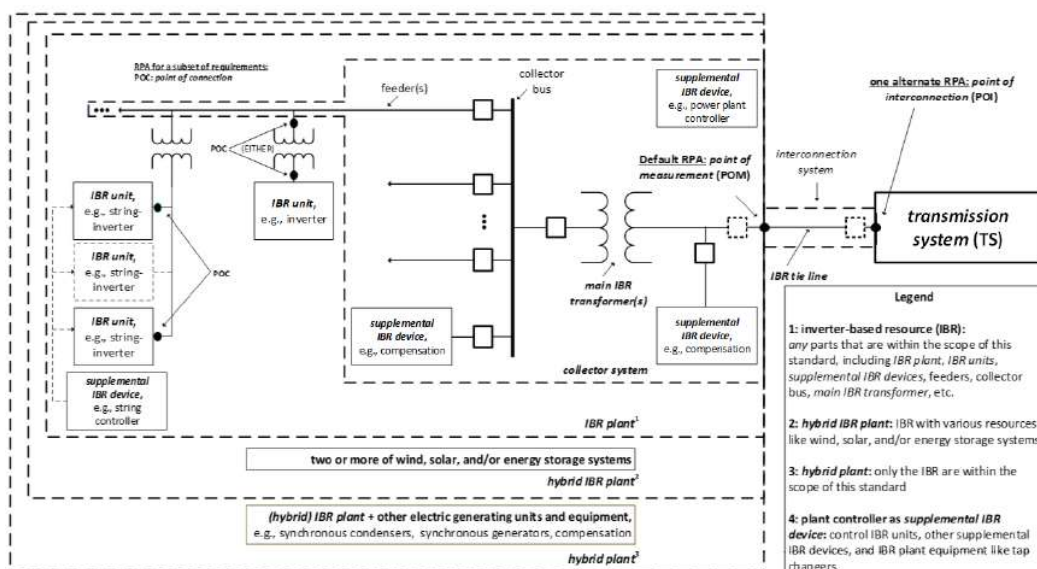 RPA for a subset of requirements:
POC: point of connection
feeder(s)
collector
bus
supplemental
IBR device,
e.g., power plant
controller
one alternate RPA: point of
interconnection (POI)
POC
(EITHER)
Default RPA: point of
measurement (POM)
interconnection
system
IBR unit,
e.g., string-
inverter
IBR unit,
e.g., inverter
IBR unit,
e.g., string-
inverter
POC
IBR unit,
e.g., string-
inverter
main IBR
transformer(s)
transmission
system (TS)
IBR tie line
supplemental
IBR device,
e.g., compensation
supplemental
IBR device,
e.g., compensation
collector system
supplemental
IBR device,
e.g., string
controller
IBR plant1
two or more of wind, solar, and/or energy storage systems
hybrid IBR plant2
(hybrid) IBR plant + other electric generating units and equipment,
e.g., synchronous condensers, synchronous generators, compensation
hybrid plant3
Legend
1: inverter-based resource (IBR):
any parts that are within the scope of this
standard, including IBR plant, IBR units,
supplemental IBR devices, feeders, collector
bus, main IBR transformer, etc.
2: hybrid IBR plant: IBR with various resources
like wind, solar, and/or energy storage systems
3: hybrid plant: only the IBR are within the
scope of this standard
4: plant controller as supplemental IBR
device: control IBR units, other supplemental
IBR devices, and IBR plant equipment like tap
changers